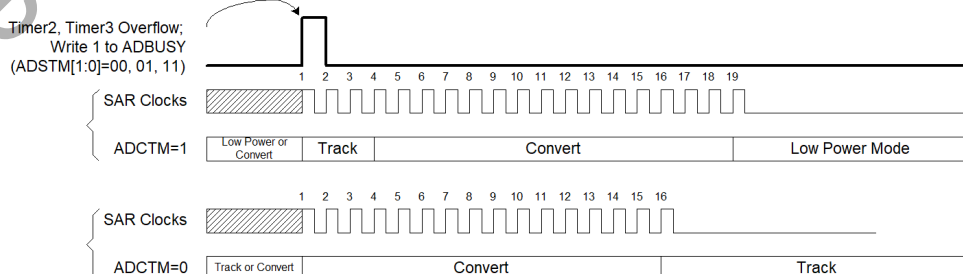 Timer2, Timer3 Overflow;
Write 1 to ADBUSY
(ADSTM[1:0]=00, 01, 11)
1 2 3 4 5 6 7 8 9 10 11 12 13 14 15 16 17 18 19
SAR Clocks
ADCTM=1
Low Power or
Convert
Track
Convert
Low Power Mode
1 2 3 4 5 6 7 8 9 10 11 12 13 14 15 16
SAR Clocks
ADCTM=0
Track or Convert
Convert
Track